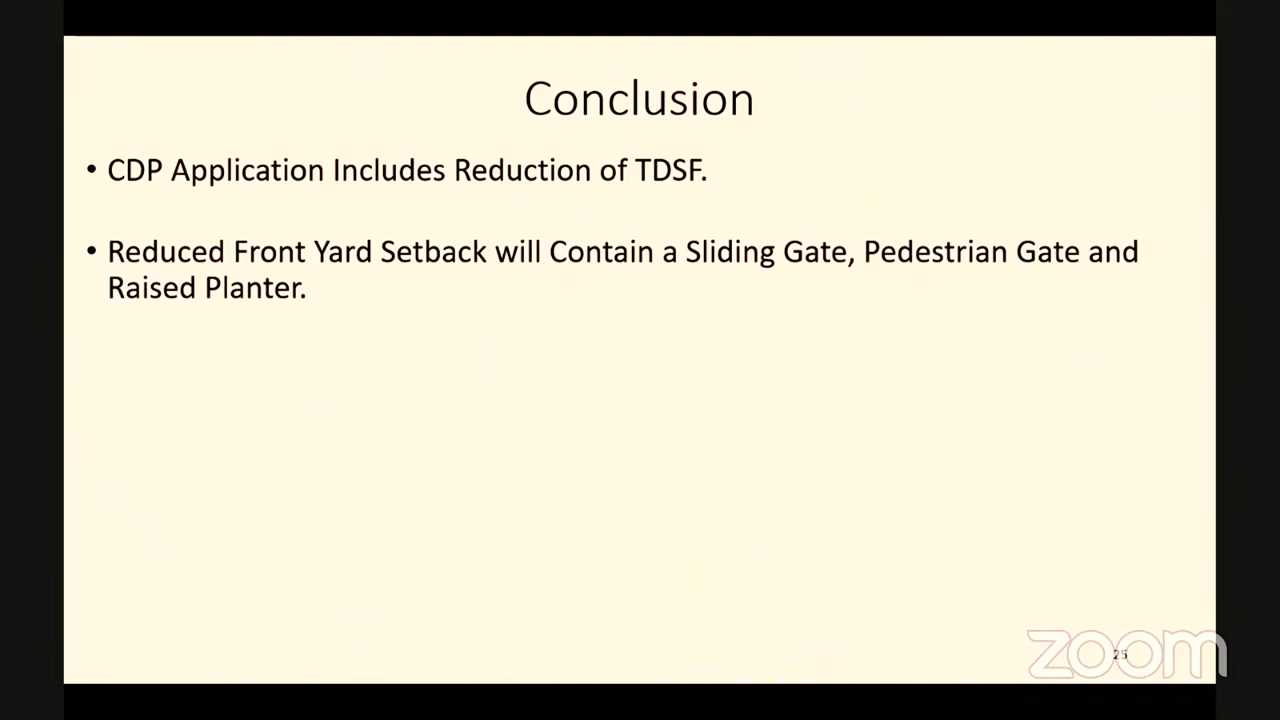 Conclusion
• CDP Application Includes Reduction of TDSF.
• Reduced Front Yard Setback will Contain a Sliding Gate, Pedestrian Gate and
Raised Planter.
25
zoom